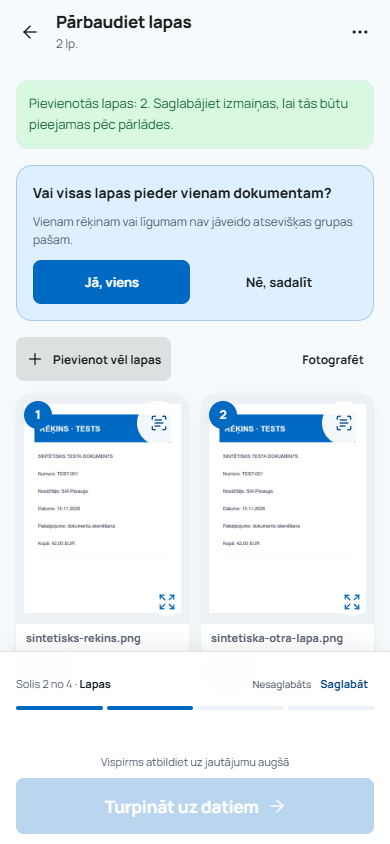 Pārbaudiet lapas
2 lp.
Pievienotās lapas: 2. Saglabājiet izmaiņas, lai tās būtu
pieejamas pēc pārlādes.
Vai visas lapas pieder vienam dokumentam?
Vienam rēķinam vai līgumam nav jāveido atsevišķas grupas
pašam.
Jā, viens
Nē, sadalīt
Pievienot vēl lapas
Fotografēt
1
RĒĶINS · TESTS
SINTĒTISKS TESTA DOKUMENTS
Numurs: TEST-001
Nosūtītājs: SIA Paraugs
Datums: 15.11.2026
Pakalpojums: dokumentu skenēšana
Kopā: 42,00 EUR
sintetisks-rekins.png
2
RĒĶINS · TESTS
SINTĒTISKS TESTA DOKUMENTS
Numurs: TEST-001
Nosūtītājs: SIA Paraugs
Datums: 15.11.2026
Pakalpojums: dokumentu skenēšana
Kopā: 42,00 EUR
sintetiska-otra-lapa.png
Solis 2 no 4 · Lapas
Nesaglabāts
Saglabāt
Vispirms atbildiet uz jautājumu augšā
Turpināt uz datiem